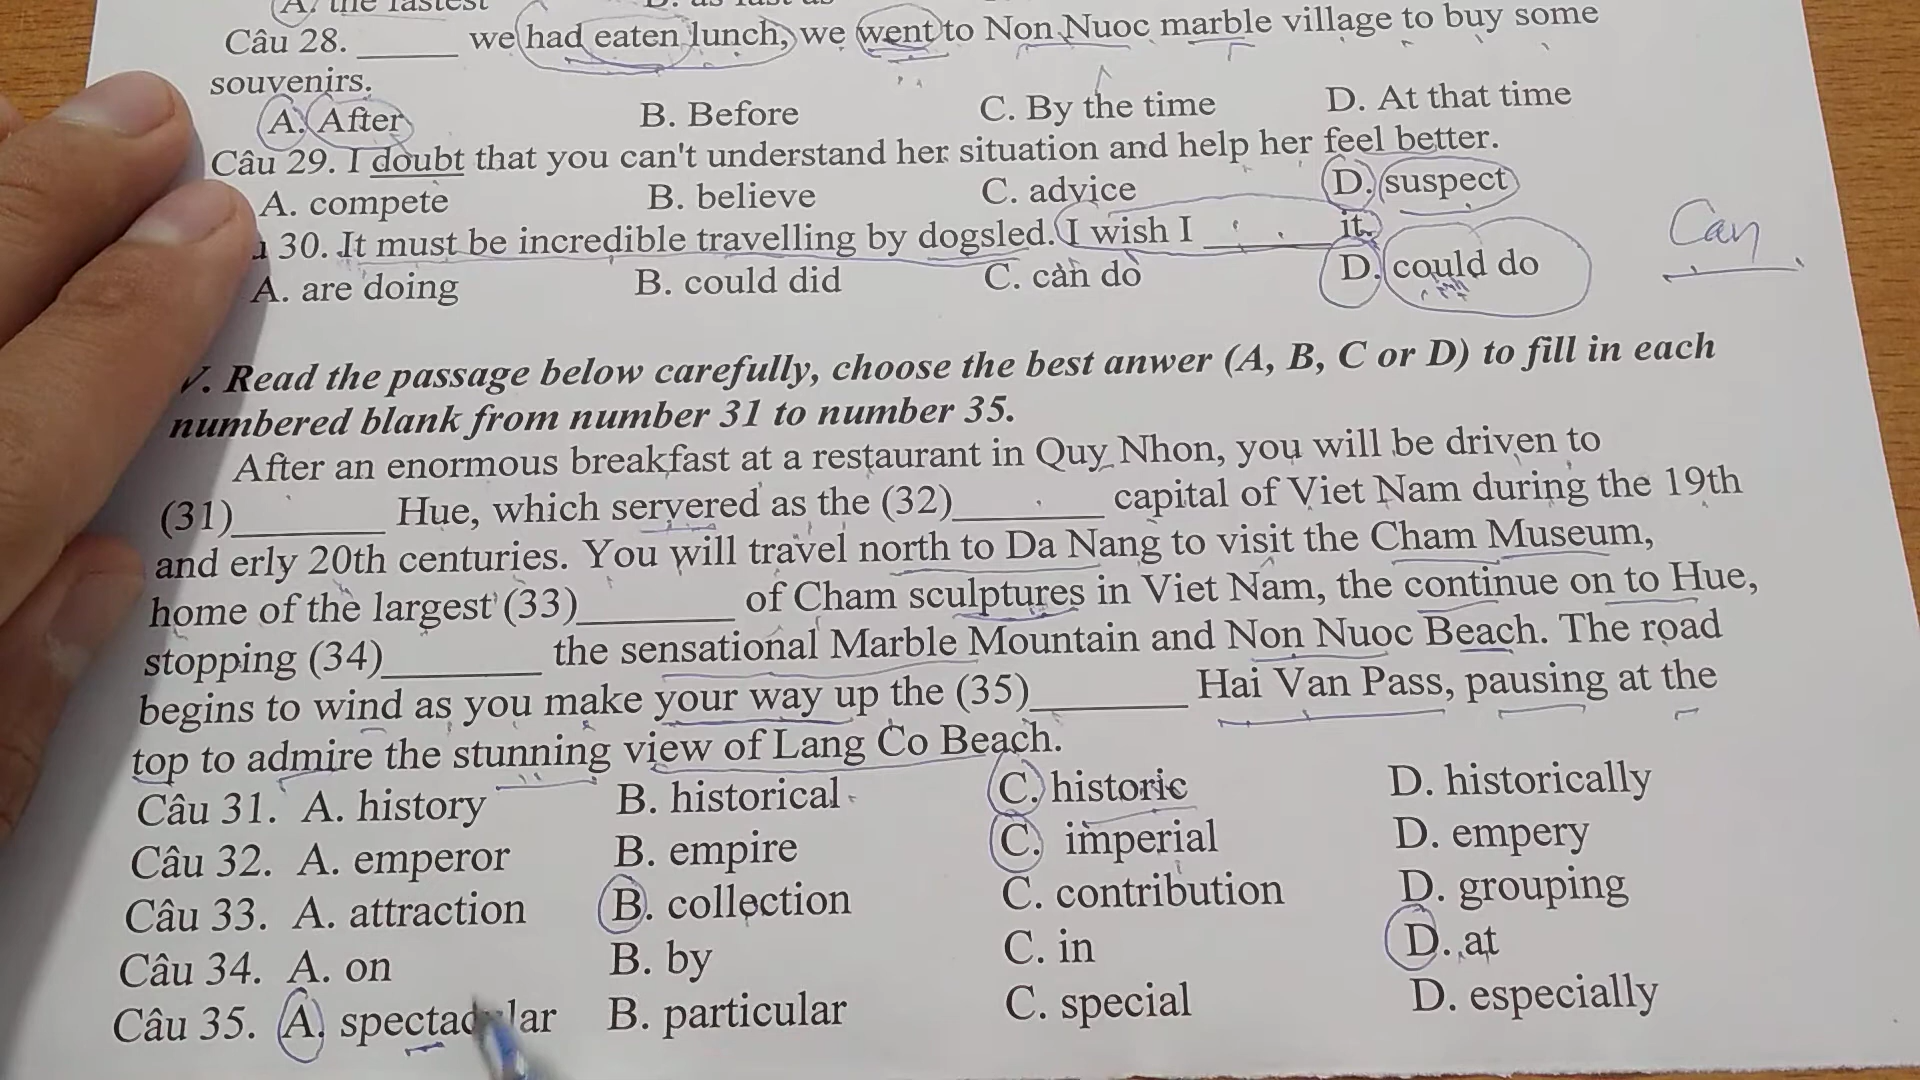 A. the fastest
Câu 28. _____ we had eaten lunch, we went to Non Nuoc marble village to buy some
souvenirs.
A. After B. Before C. By the time D. At that time
Câu 29. I doubt that you can't understand her situation and help her feel better.
A. compete B. believe C. advice D. suspect
30. It must be incredible travelling by dogsled. I wish I ______ it.
A. are doing B. could did C. can do D. could do
Can
V. Read the passage below carefully, choose the best anwer (A, B, C or D) to fill in each
numbered blank from number 31 to number 35.
After an enormous breakfast at a restaurant in Quy Nhon, you will be driven to
(31)_______ Hue, which servered as the (32)_______ capital of Viet Nam during the 19th
and erly 20th centuries. You will travel north to Da Nang to visit the Cham Museum,
home of the largest (33)_______ of Cham sculptures in Viet Nam, the continue on to Hue,
stopping (34)_______ the sensational Marble Mountain and Non Nuoc Beach. The road
begins to wind as you make your way up the (35)_______ Hai Van Pass, pausing at the
top to admire the stunning view of Lang Co Beach.
Câu 31. A. history B. historical C. historic D. historically
Câu 32. A. emperor B. empire C. imperial D. empery
Câu 33. A. attraction B. collection C. contribution D. grouping
Câu 34. A. on B. by C. in D. at
Câu 35. A. spectacular B. particular C. special D. especially